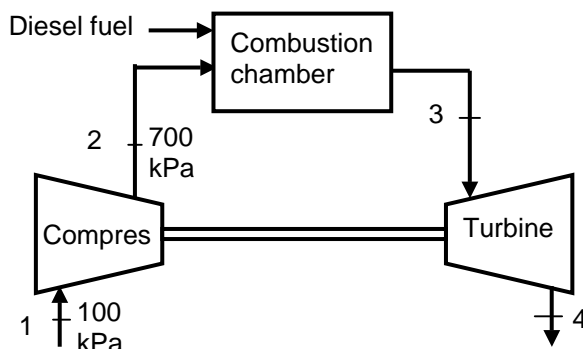 Diesel fuel
Combustion
chamber
2
700
kPa
3
Compres
Turbine
1
100
kPa
4